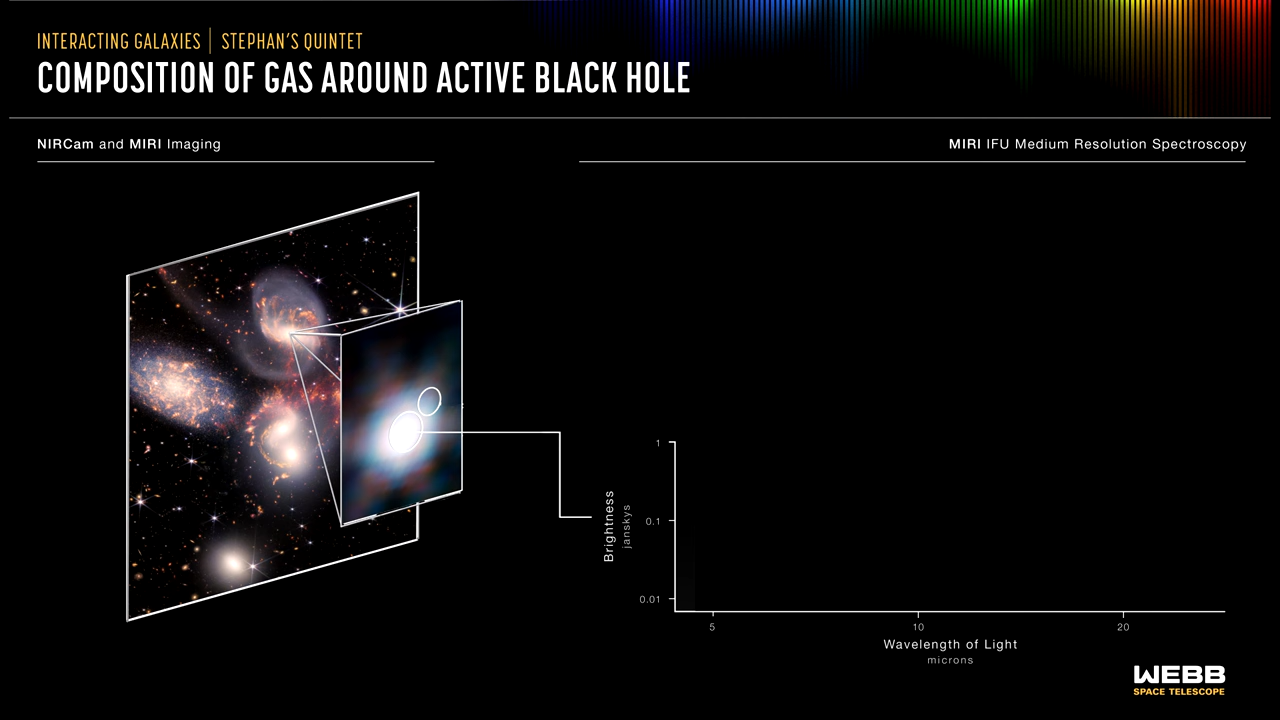 INTERACTING GALAXIES | STEPHAN'S QUINTET
COMPOSITION OF GAS AROUND ACTIVE BLACK HOLE
NIRCam and MIRI Imaging
MIRI IFU Medium Resolution Spectroscopy
1
0.1
0.01
Brightness
janskys
5
10
20
Wavelength of Light
microns
WEBB
SPACE TELESCOPE